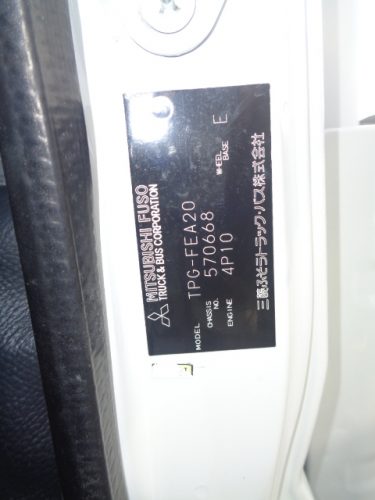 MITSUBISHI FUSO
TRUCK & BUS CORPORATION
MODEL TPG-FEA20
CHASSIS NO. 570668
ENGINE 4P10 WHEEL BASE E
三菱ふそうトラック・バス株式会社